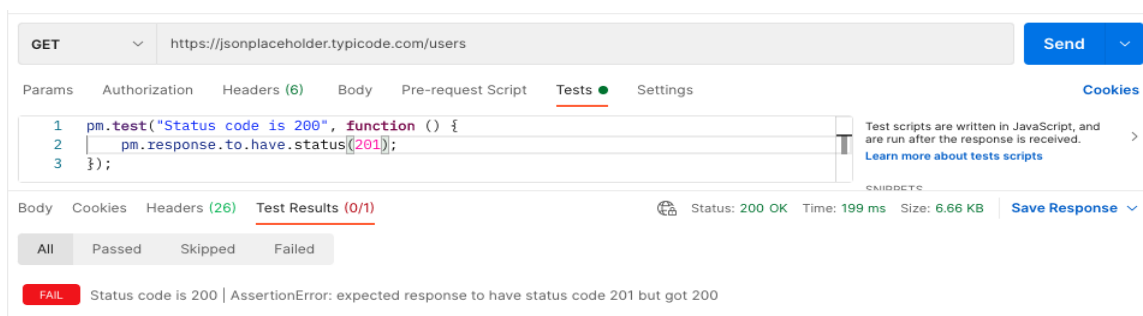 GET https://jsonplaceholder.typicode.com/users Send
Params Authorization Headers (6) Body Pre-request Script Tests Settings Cookies
1 pm.test("Status code is 200", function () {
2 pm.response.to.have.status(201);
3 });
Test scripts are written in JavaScript, and
are run after the response is received.
Learn more about tests scripts
SNIPPETS
Body Cookies Headers (26) Test Results (0/1) Status: 200 OK Time: 199 ms Size: 6.66 KB Save Response
All Passed Skipped Failed
FAIL Status code is 200 | AssertionError: expected response to have status code 201 but got 200